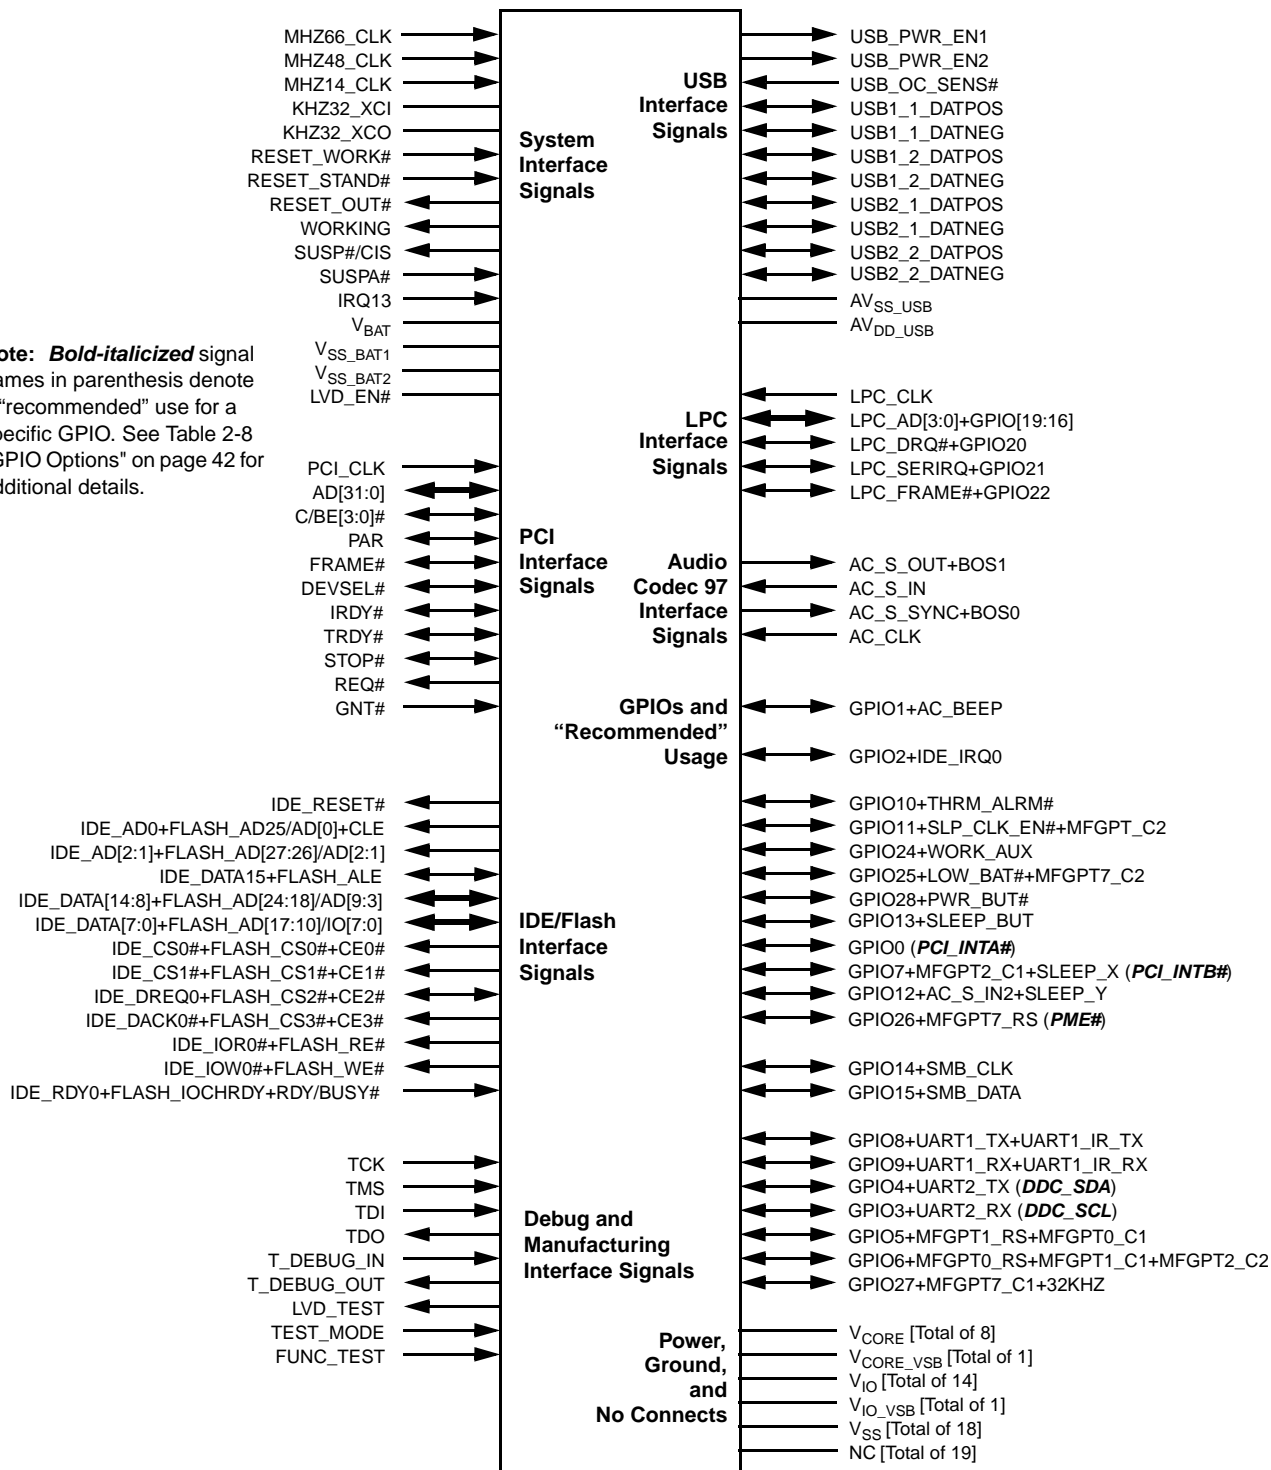 MHZ66_CLK
MHZ48_CLK
MHZ14_CLK
KHZ32_XCI
KHZ32_XCO
RESET_WORK#
RESET_STAND#
RESET_OUT#
WORKING
SUSP#/CIS
SUSPA#
IRQ13
VBAT
VSS_BAT1
VSS_BAT2
LVD_EN#
System
Interface
Signals
ote: Bold-italicized signal
ames in parenthesis denote
"recommended" use for a
pecific GPIO. See Table 2-8
GPIO Options" on page 42 for
dditional details.
PCI_CLK
AD[31:0]
C/BE[3:0]#
PAR
FRAME#
DEVSEL#
IRDY#
TRDY#
STOP#
REQ#
GNT#
PCI
Interface
Signals
IDE_RESET#
IDE_AD0+FLASH_AD25/AD[0]+CLE
IDE_AD[2:1]+FLASH_AD[27:26]/AD[2:1]
IDE_DATA15+FLASH_ALE
IDE_DATA[14:8]+FLASH_AD[24:18]/AD[9:3]
IDE_DATA[7:0]+FLASH_AD[17:10]/IO[7:0]
IDE_CS0#+FLASH_CS0#+CE0#
IDE_CS1#+FLASH_CS1#+CE1#
IDE_DREQ0+FLASH_CS2#+CE2#
IDE_DACK0#+FLASH_CS3#+CE3#
IDE_IOR0#+FLASH_RE#
IDE_IOW0#+FLASH_WE#
IDE_RDY0+FLASH_IOCHRDY+RDY/BUSY#
IDE/Flash
Interface
Signals
TCK
TMS
TDI
TDO
T_DEBUG_IN
T_DEBUG_OUT
LVD_TEST
TEST_MODE
FUNC_TEST
Debug and
Manufacturing
Interface Signals
USB
Interface
Signals
USB_PWR_EN1
USB_PWR_EN2
USB_OC_SENS#
USB1_1_DATPOS
USB1_1_DATNEG
USB1_2_DATPOS
USB1_2_DATNEG
USB2_1_DATPOS
USB2_1_DATNEG
USB2_2_DATPOS
USB2_2_DATNEG
AVSS_USB
AVDD_USB
LPC
Interface
Signals
LPC_CLK
LPC_AD[3:0]+GPIO[19:16]
LPC_DRQ#+GPIO20
LPC_SERIRQ+GPIO21
LPC_FRAME#+GPIO22
Audio
Codec 97
Interface
Signals
AC_S_OUT+BOS1
AC_S_IN
AC_S_SYNC+BOS0
AC_CLK
GPIOs and
“Recommended”
Usage
GPIO1+AC_BEEP
GPIO2+IDE_IRQ0
GPIO10+THRM_ALRM#
GPIO11+SLP_CLK_EN#+MFGPT_C2
GPIO24+WORK_AUX
GPIO25+LOW_BAT#+MFGPT7_C2
GPIO28+PWR_BUT#
GPIO13+SLEEP_BUT
GPIO0 (PCI_INTA#)
GPIO7+MFGPT2_C1+SLEEP_X (PCI_INTB#)
GPIO12+AC_S_IN2+SLEEP_Y
GPIO26+MFGPT7_RS (PME#)
GPIO14+SMB_CLK
GPIO15+SMB_DATA
GPIO8+UART1_TX+UART1_IR_TX
GPIO9+UART1_RX+UART1_IR_RX
GPIO4+UART2_TX (DDC_SDA)
GPIO3+UART2_RX (DDC_SCL)
GPIO5+MFGPT1_RS+MFGPT0_C1
GPIO6+MFGPT0_RS+MFGPT1_C1+MFGPT2_C2
GPIO27+MFGPT7_C1+32KHZ
Power,
Ground,
and
No Connects
VCORE [Total of 8]
VCORE_VSB [Total of 1]
VIO [Total of 14]
VIO_VSB [Total of 1]
VSS [Total of 18]
NC [Total of 19]